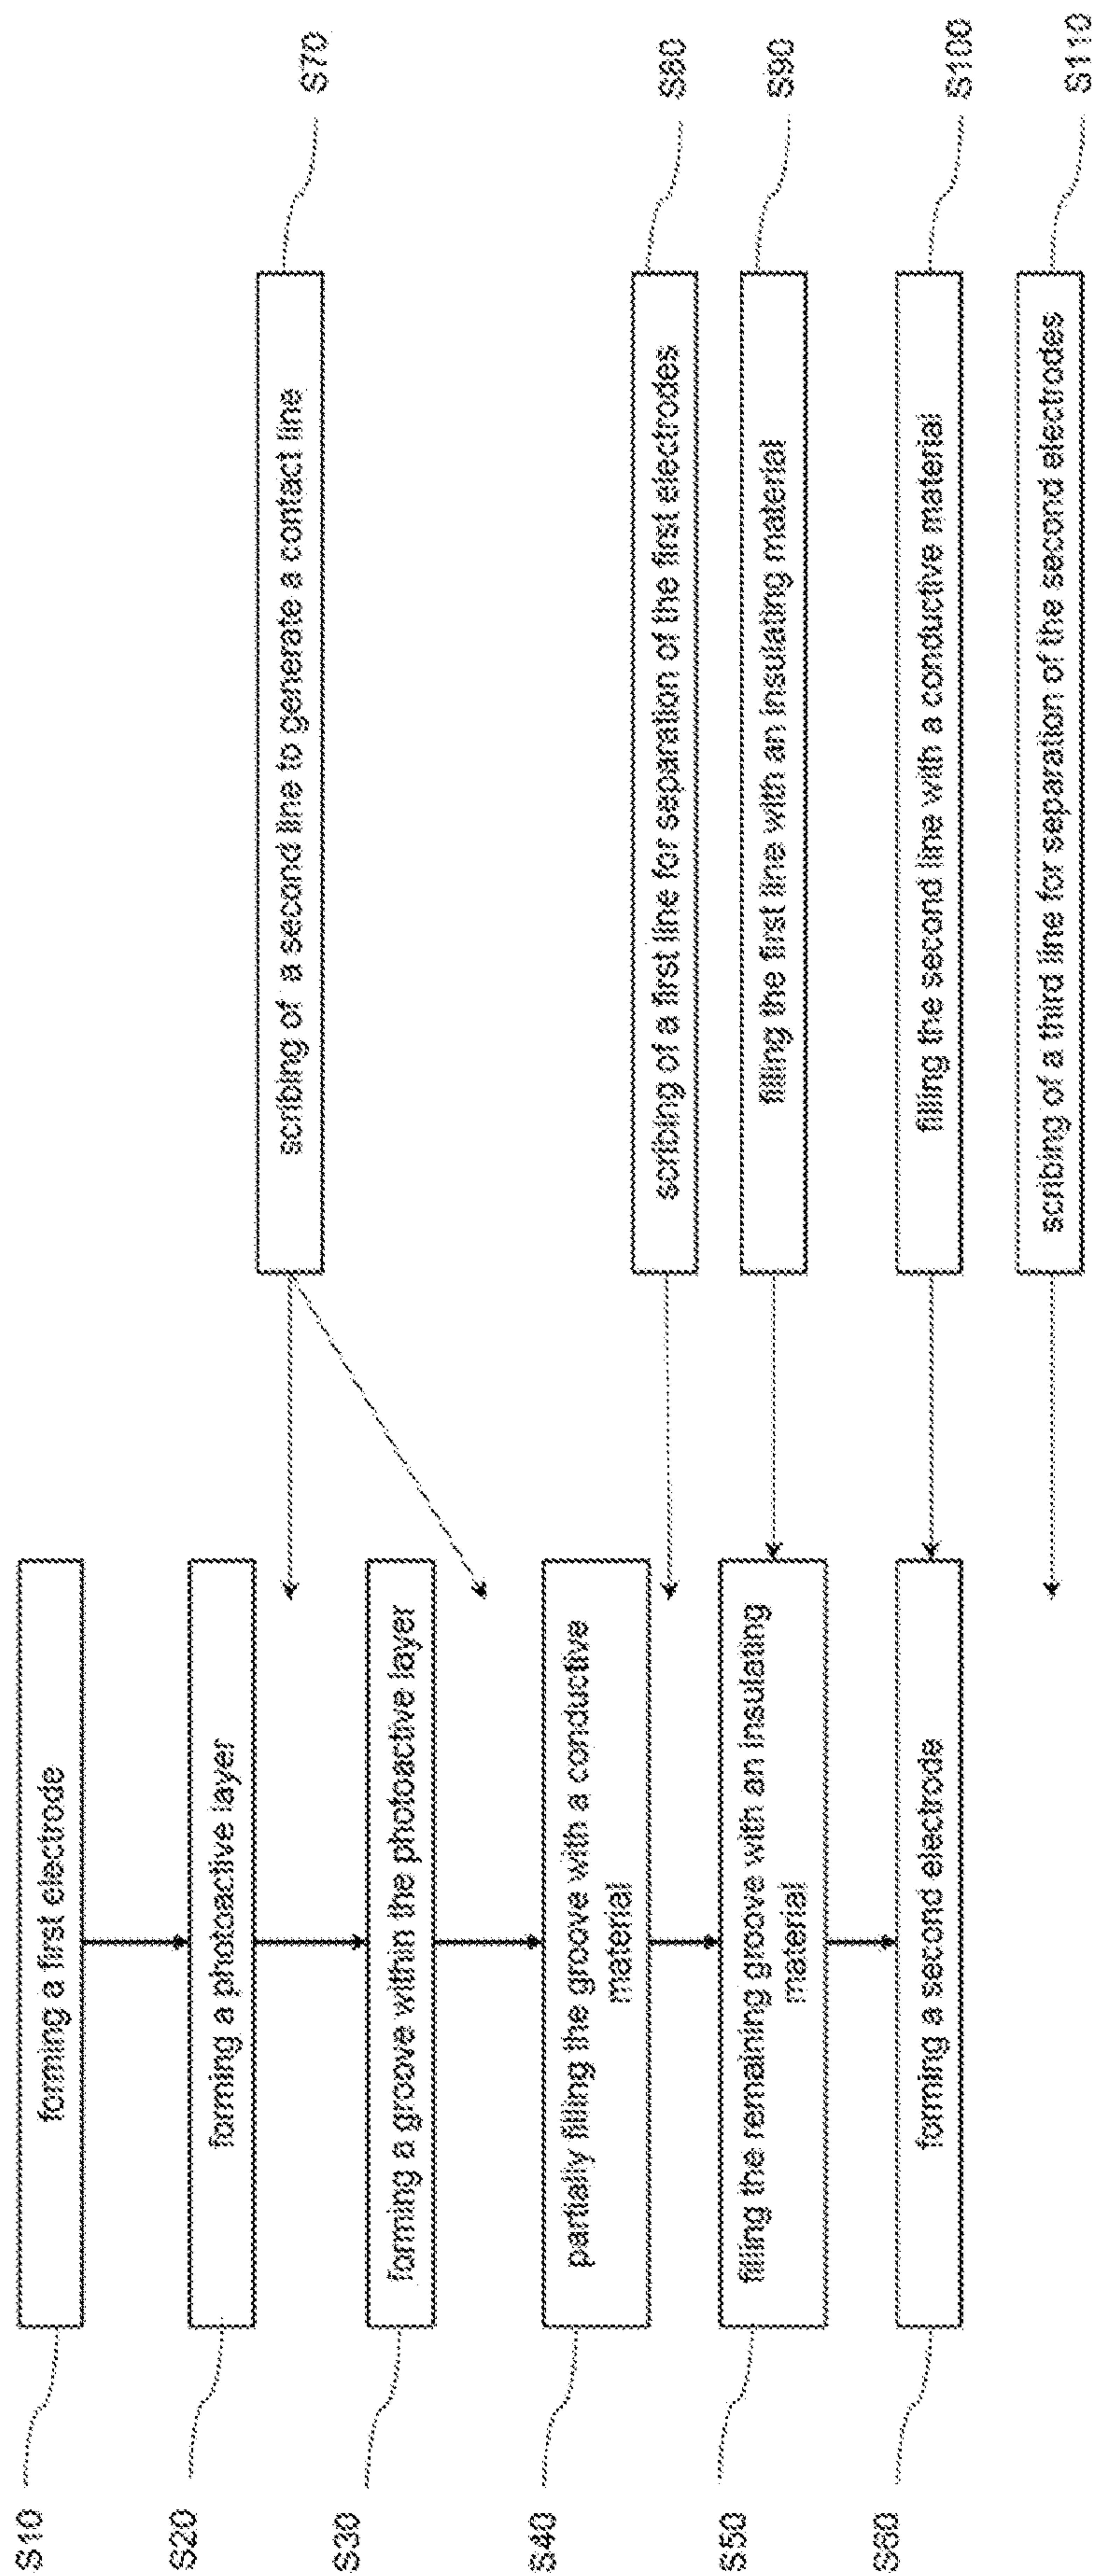 S10
forming a first electrode
S20
forming a photoactive layer
S30
forming a groove within the photoactive layer
S40
partially filling the groove with a conductive
material
S50
filling the remaining groove with an insulating
material
S60
forming a second electrode
scribing of a second line to generate a contact line
S70
scribing of a first line for separation of the first electrodes
S80
filling the first line with an insulating material
S90
filling the second line with a conductive material
S100
scribing of a third line for separation of the second electrodes
S110